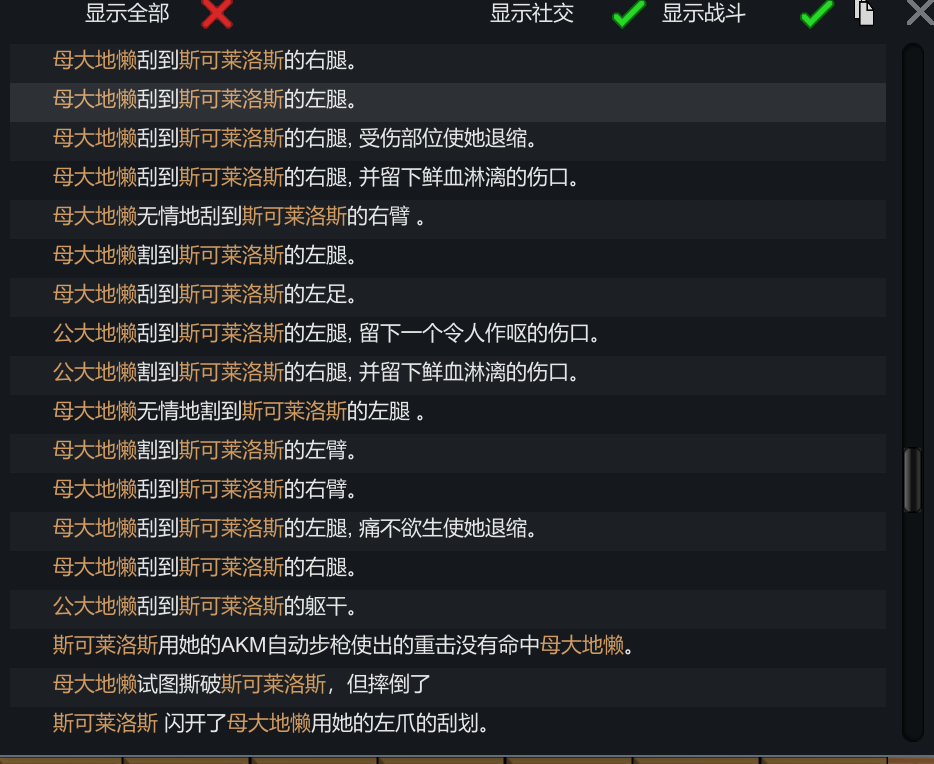 显示全部 显示社交 显示战斗
母大地懒刮到斯可莱洛斯的右腿。
母大地懒刮到斯可莱洛斯的左腿。
母大地懒刮到斯可莱洛斯的右腿, 受伤部位使她退缩。
母大地懒刮到斯可莱洛斯的右腿, 并留下鲜血淋漓的伤口。
母大地懒无情地刮到斯可莱洛斯的右臂 。
母大地懒割到斯可莱洛斯的左腿。
母大地懒刮到斯可莱洛斯的左足。
公大地懒刮到斯可莱洛斯的左腿, 留下一个令人作呕的伤口。
公大地懒割到斯可莱洛斯的右腿, 并留下鲜血淋漓的伤口。
母大地懒无情地割到斯可莱洛斯的左腿 。
母大地懒割到斯可莱洛斯的左臂。
母大地懒刮到斯可莱洛斯的右臂。
母大地懒刮到斯可莱洛斯的左腿, 痛不欲生使她退缩。
母大地懒刮到斯可莱洛斯的右腿。
公大地懒刮到斯可莱洛斯的躯干。
斯可莱洛斯用她的AKM自动步枪使出的重击没有命中母大地懒。
母大地懒试图撕破斯可莱洛斯，但摔倒了
斯可莱洛斯 闪开了母大地懒用她的左爪的刮划。